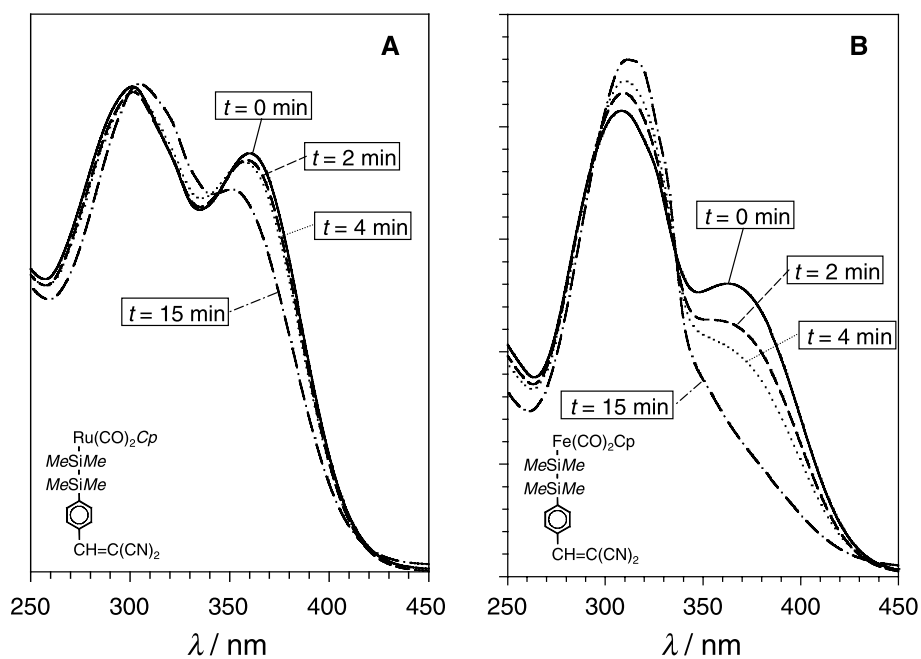 A
t = 0 min
t = 2 min
t = 4 min
t = 15 min
Ru(CO)₂Cp
MeSiMe
MeSiMe
CH=C(CN)₂
250 300 350 400 450
λ / nm
B
t = 0 min
t = 2 min
t = 4 min
t = 15 min
Fe(CO)₂Cp
MeSiMe
MeSiMe
CH=C(CN)₂
250 300 350 400 450
λ / nm